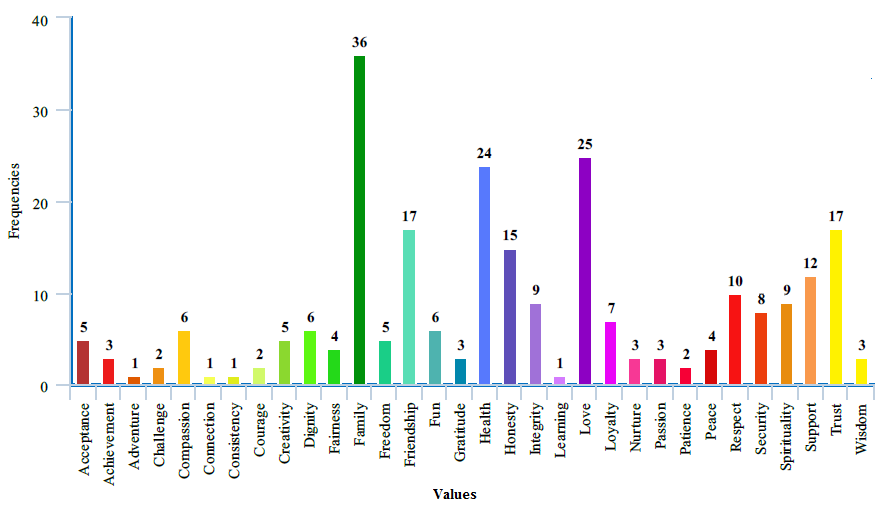 40
30
20
10
0
Frequencies
5
3
1
2
6
1
1
2
5
6
4
36
5
17
6
3
24
15
9
1
25
7
3
3
2
4
10
8
9
12
17
3
Acceptance
Achievement
Adventure
Challenge
Compassion
Connection
Consistency
Courage
Creativity
Dignity
Fairness
Family
Freedom
Friendship
Fun
Gratitude
Health
Honesty
Integrity
Learning
Love
Loyalty
Nurture
Passion
Patience
Peace
Respect
Security
Spirituality
Support
Trust
Wisdom
Values